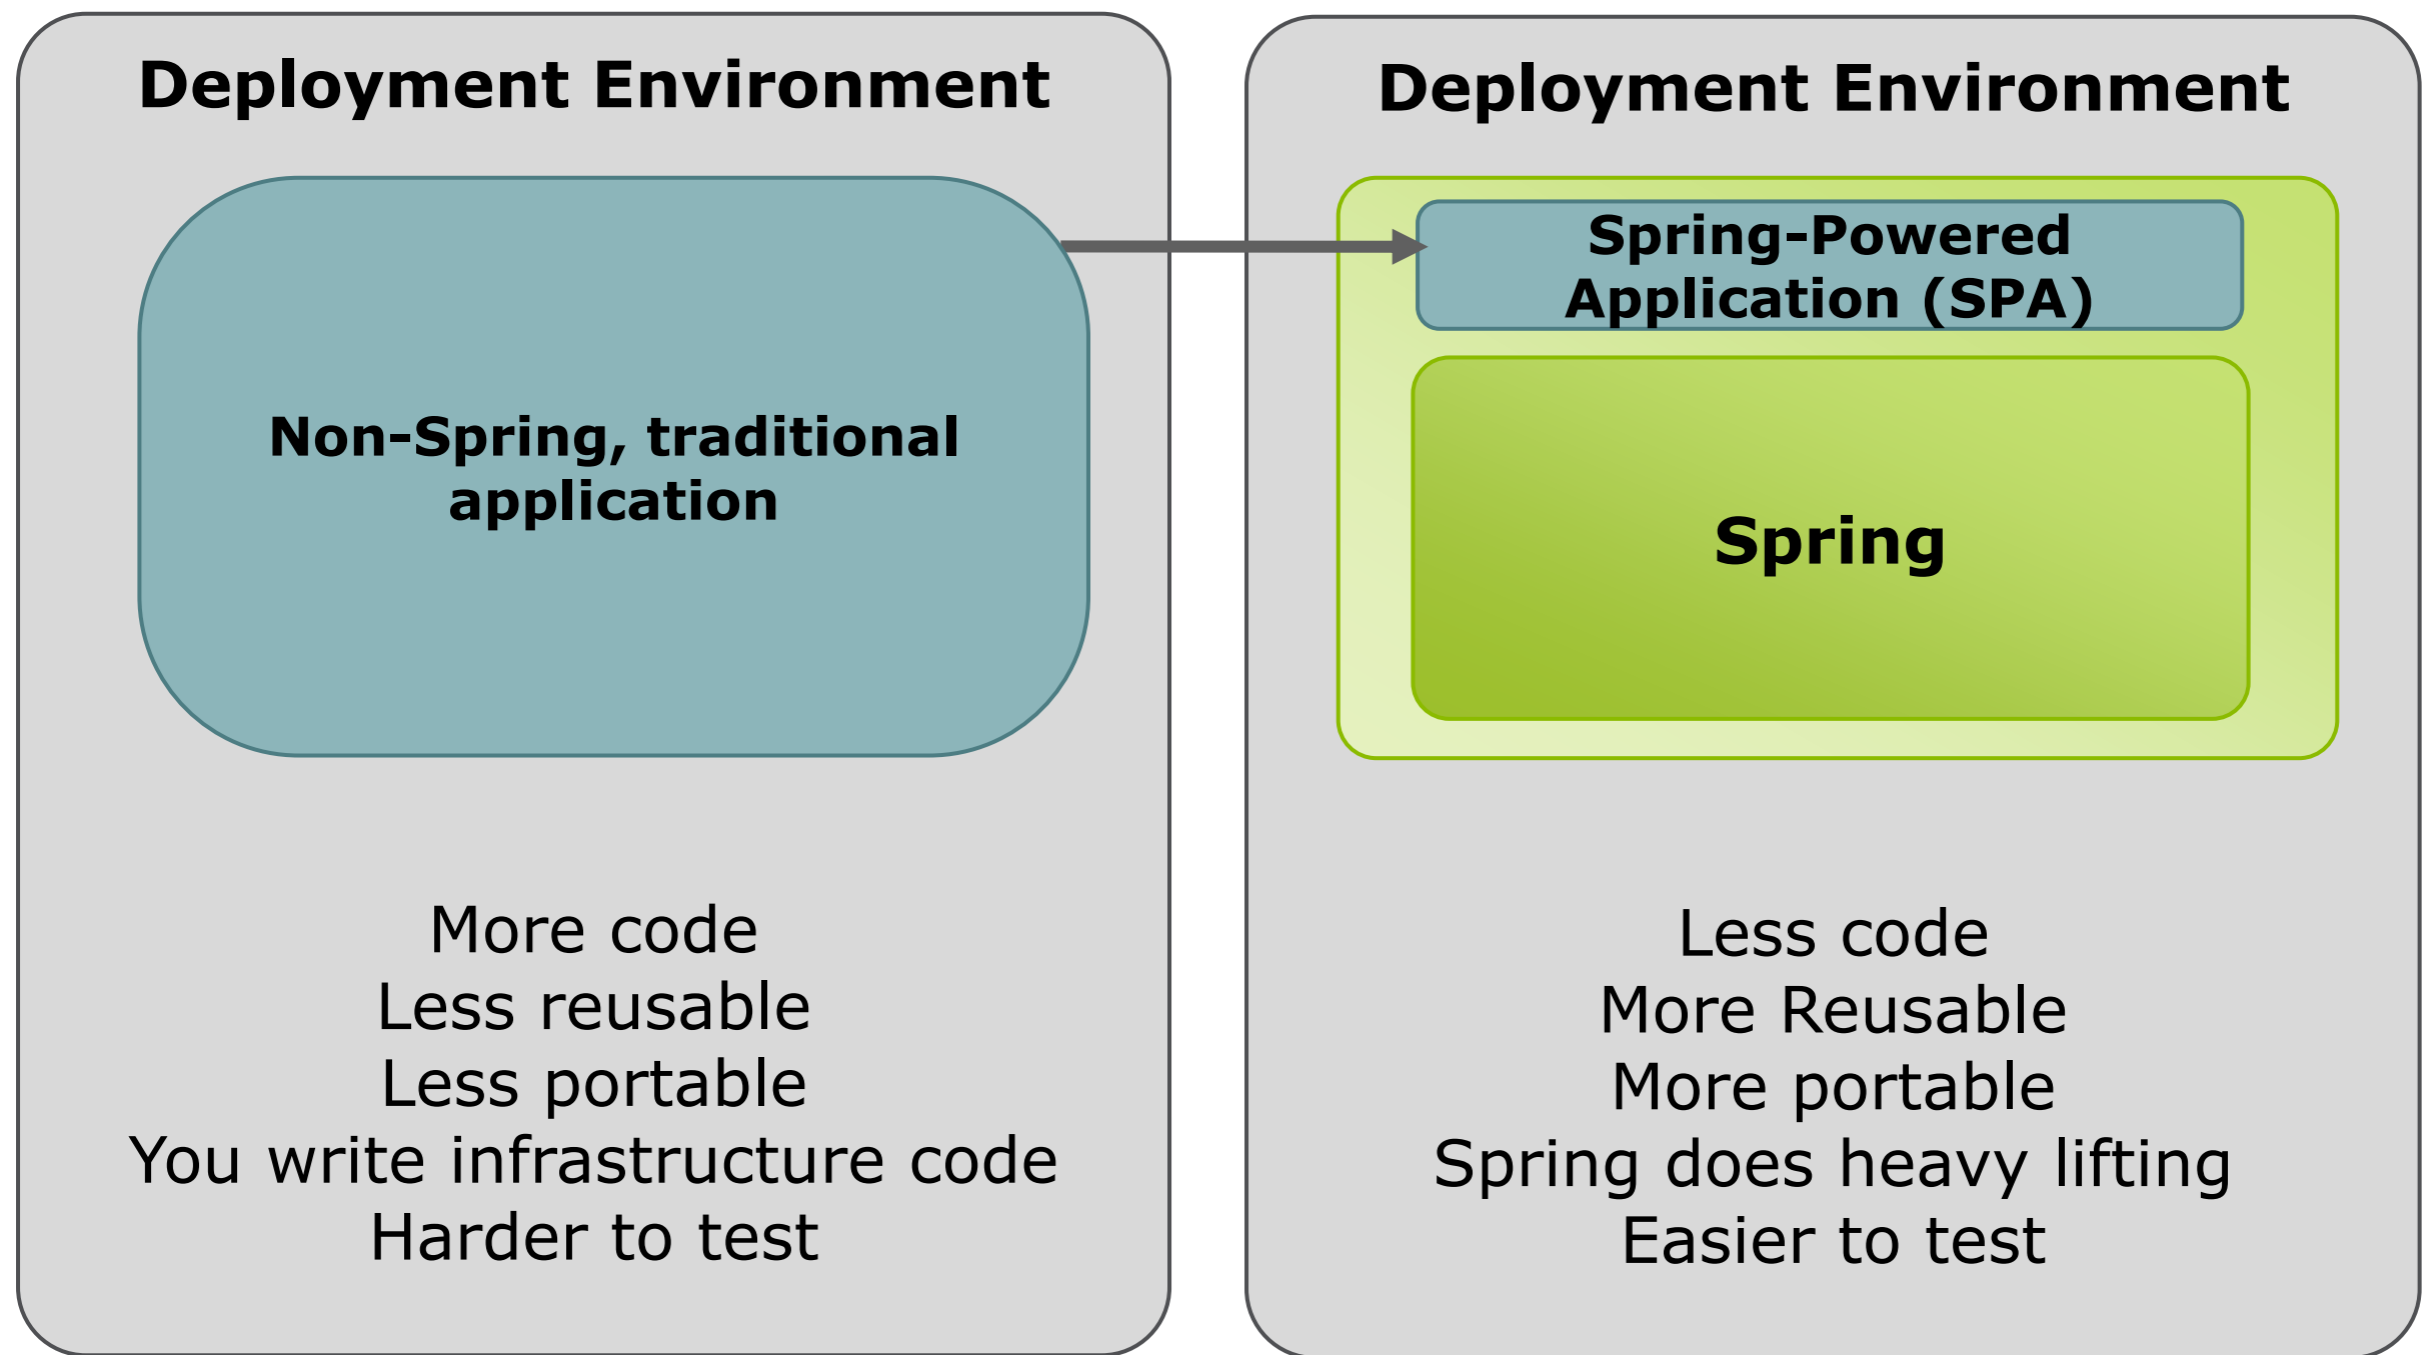 Deployment Environment
Non-Spring, traditional
application
More code
Less reusable
Less portable
You write infrastructure code
Harder to test
Deployment Environment
Spring-Powered
Application (SPA)
Spring
Less code
More Reusable
More portable
Spring does heavy lifting
Easier to test